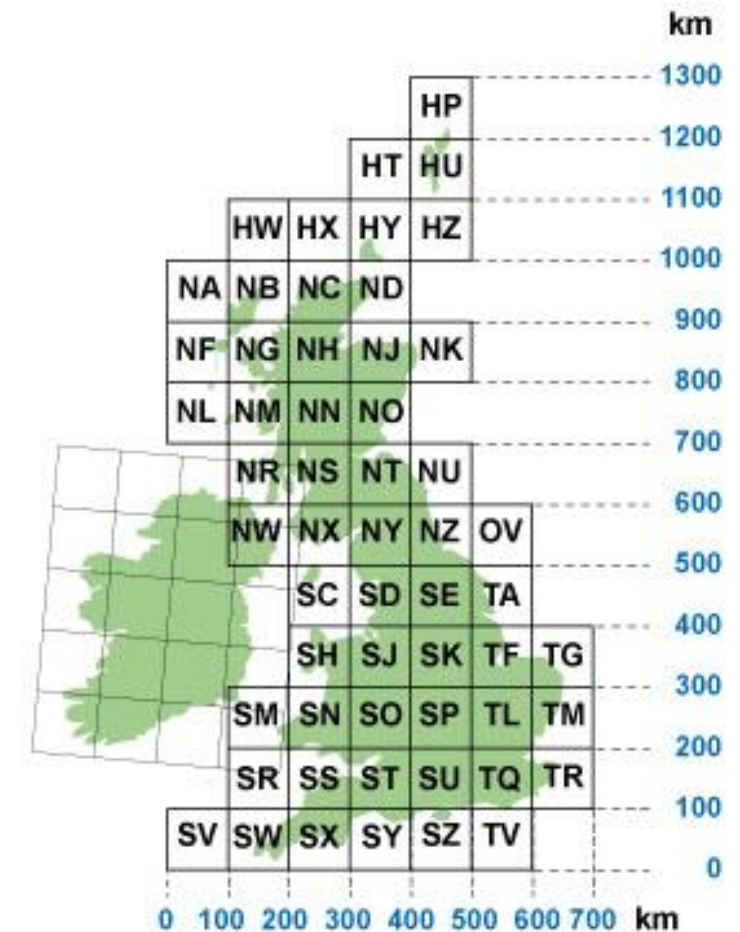 km
1300
HP
1200
HT HU
1100
HW HX HY HZ
1000
NA NB NC ND
900
NF NG NH NJ NK
800
NL NM NN NO
700
NR NS NT NU
600
NW NX NY NZ OV
500
SC SD SE TA
400
SH SJ SK TF TG
300
SM SN SO SP TL TM
200
SR SS ST SU TQ TR
100
SV SW SX SY SZ TV
0
0 100 200 300 400 500 600 700 km